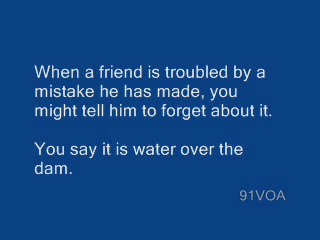 When a friend is troubled by a
mistake he has made, you
might tell him to forget about it.
You say it is water over the
dam.
91VOA